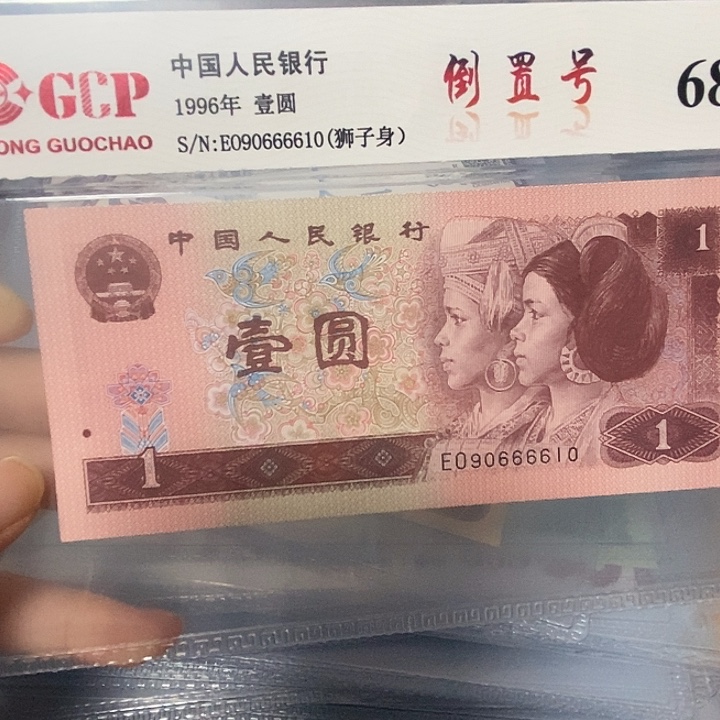 GCP
ONG GUOCHAO
中国人民银行
1996年 壹圆
S/N:E090666610(狮子身)
倒置号
68
中国人民银行
壹圆
1
1
1
E090666610